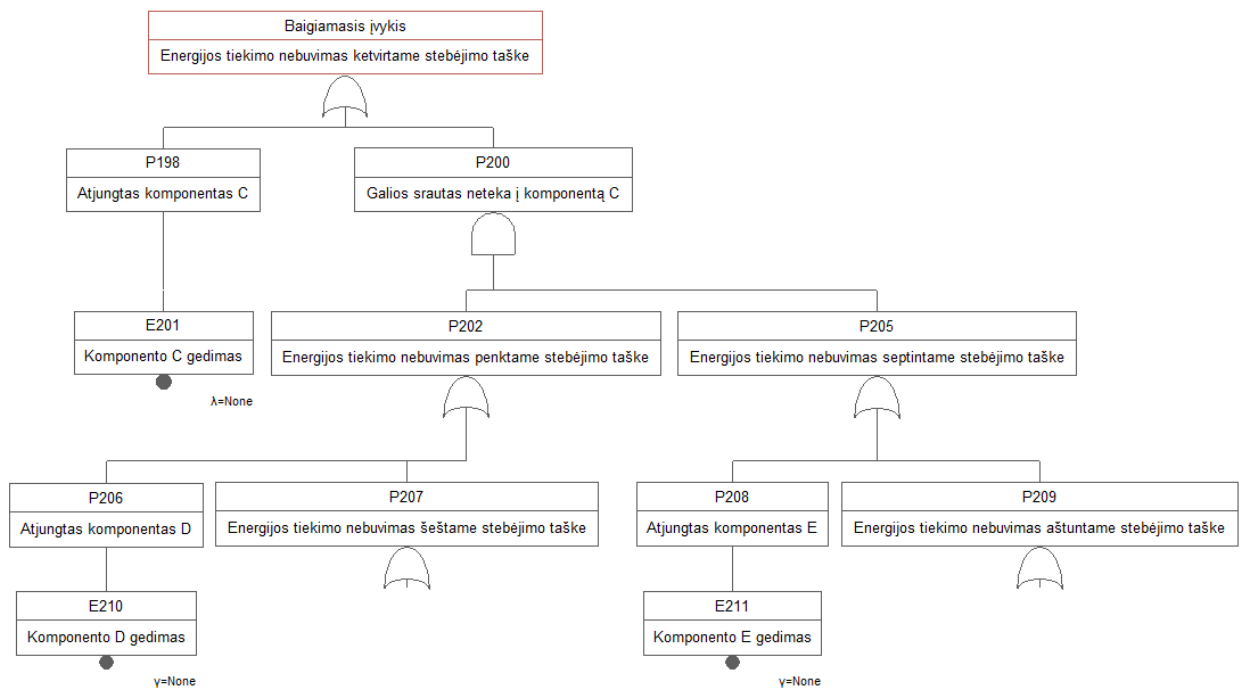 Baigiamasis įvykis
Energijos tiekimo nebuvimas ketvirtame stebėjimo taške
P198
Atjungtas komponentas C
P200
Galios srautas neteka į komponentą C
E201
Komponento C gedimas
λ=None
P202
Energijos tiekimo nebuvimas penktame stebėjimo taške
P205
Energijos tiekimo nebuvimas septintame stebėjimo taške
P206
Atjungtas komponentas D
P207
Energijos tiekimo nebuvimas šeštame stebėjimo taške
P208
Atjungtas komponentas E
P209
Energijos tiekimo nebuvimas aštuntame stebėjimo taške
E210
Komponento D gedimas
γ=None
E211
Komponento E gedimas
γ=None